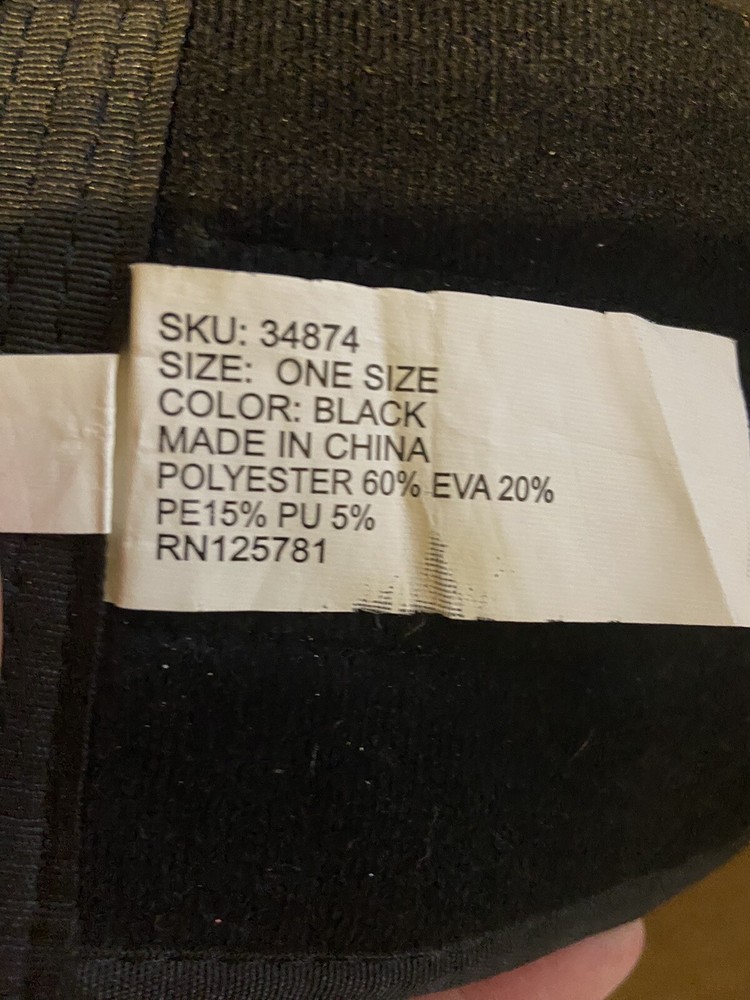 SKU: 34874
SIZE: ONE SIZE
COLOR: BLACK
MADE IN CHINA
POLYESTER 60% EVA 20%
PE15% PU 5%
RN125781